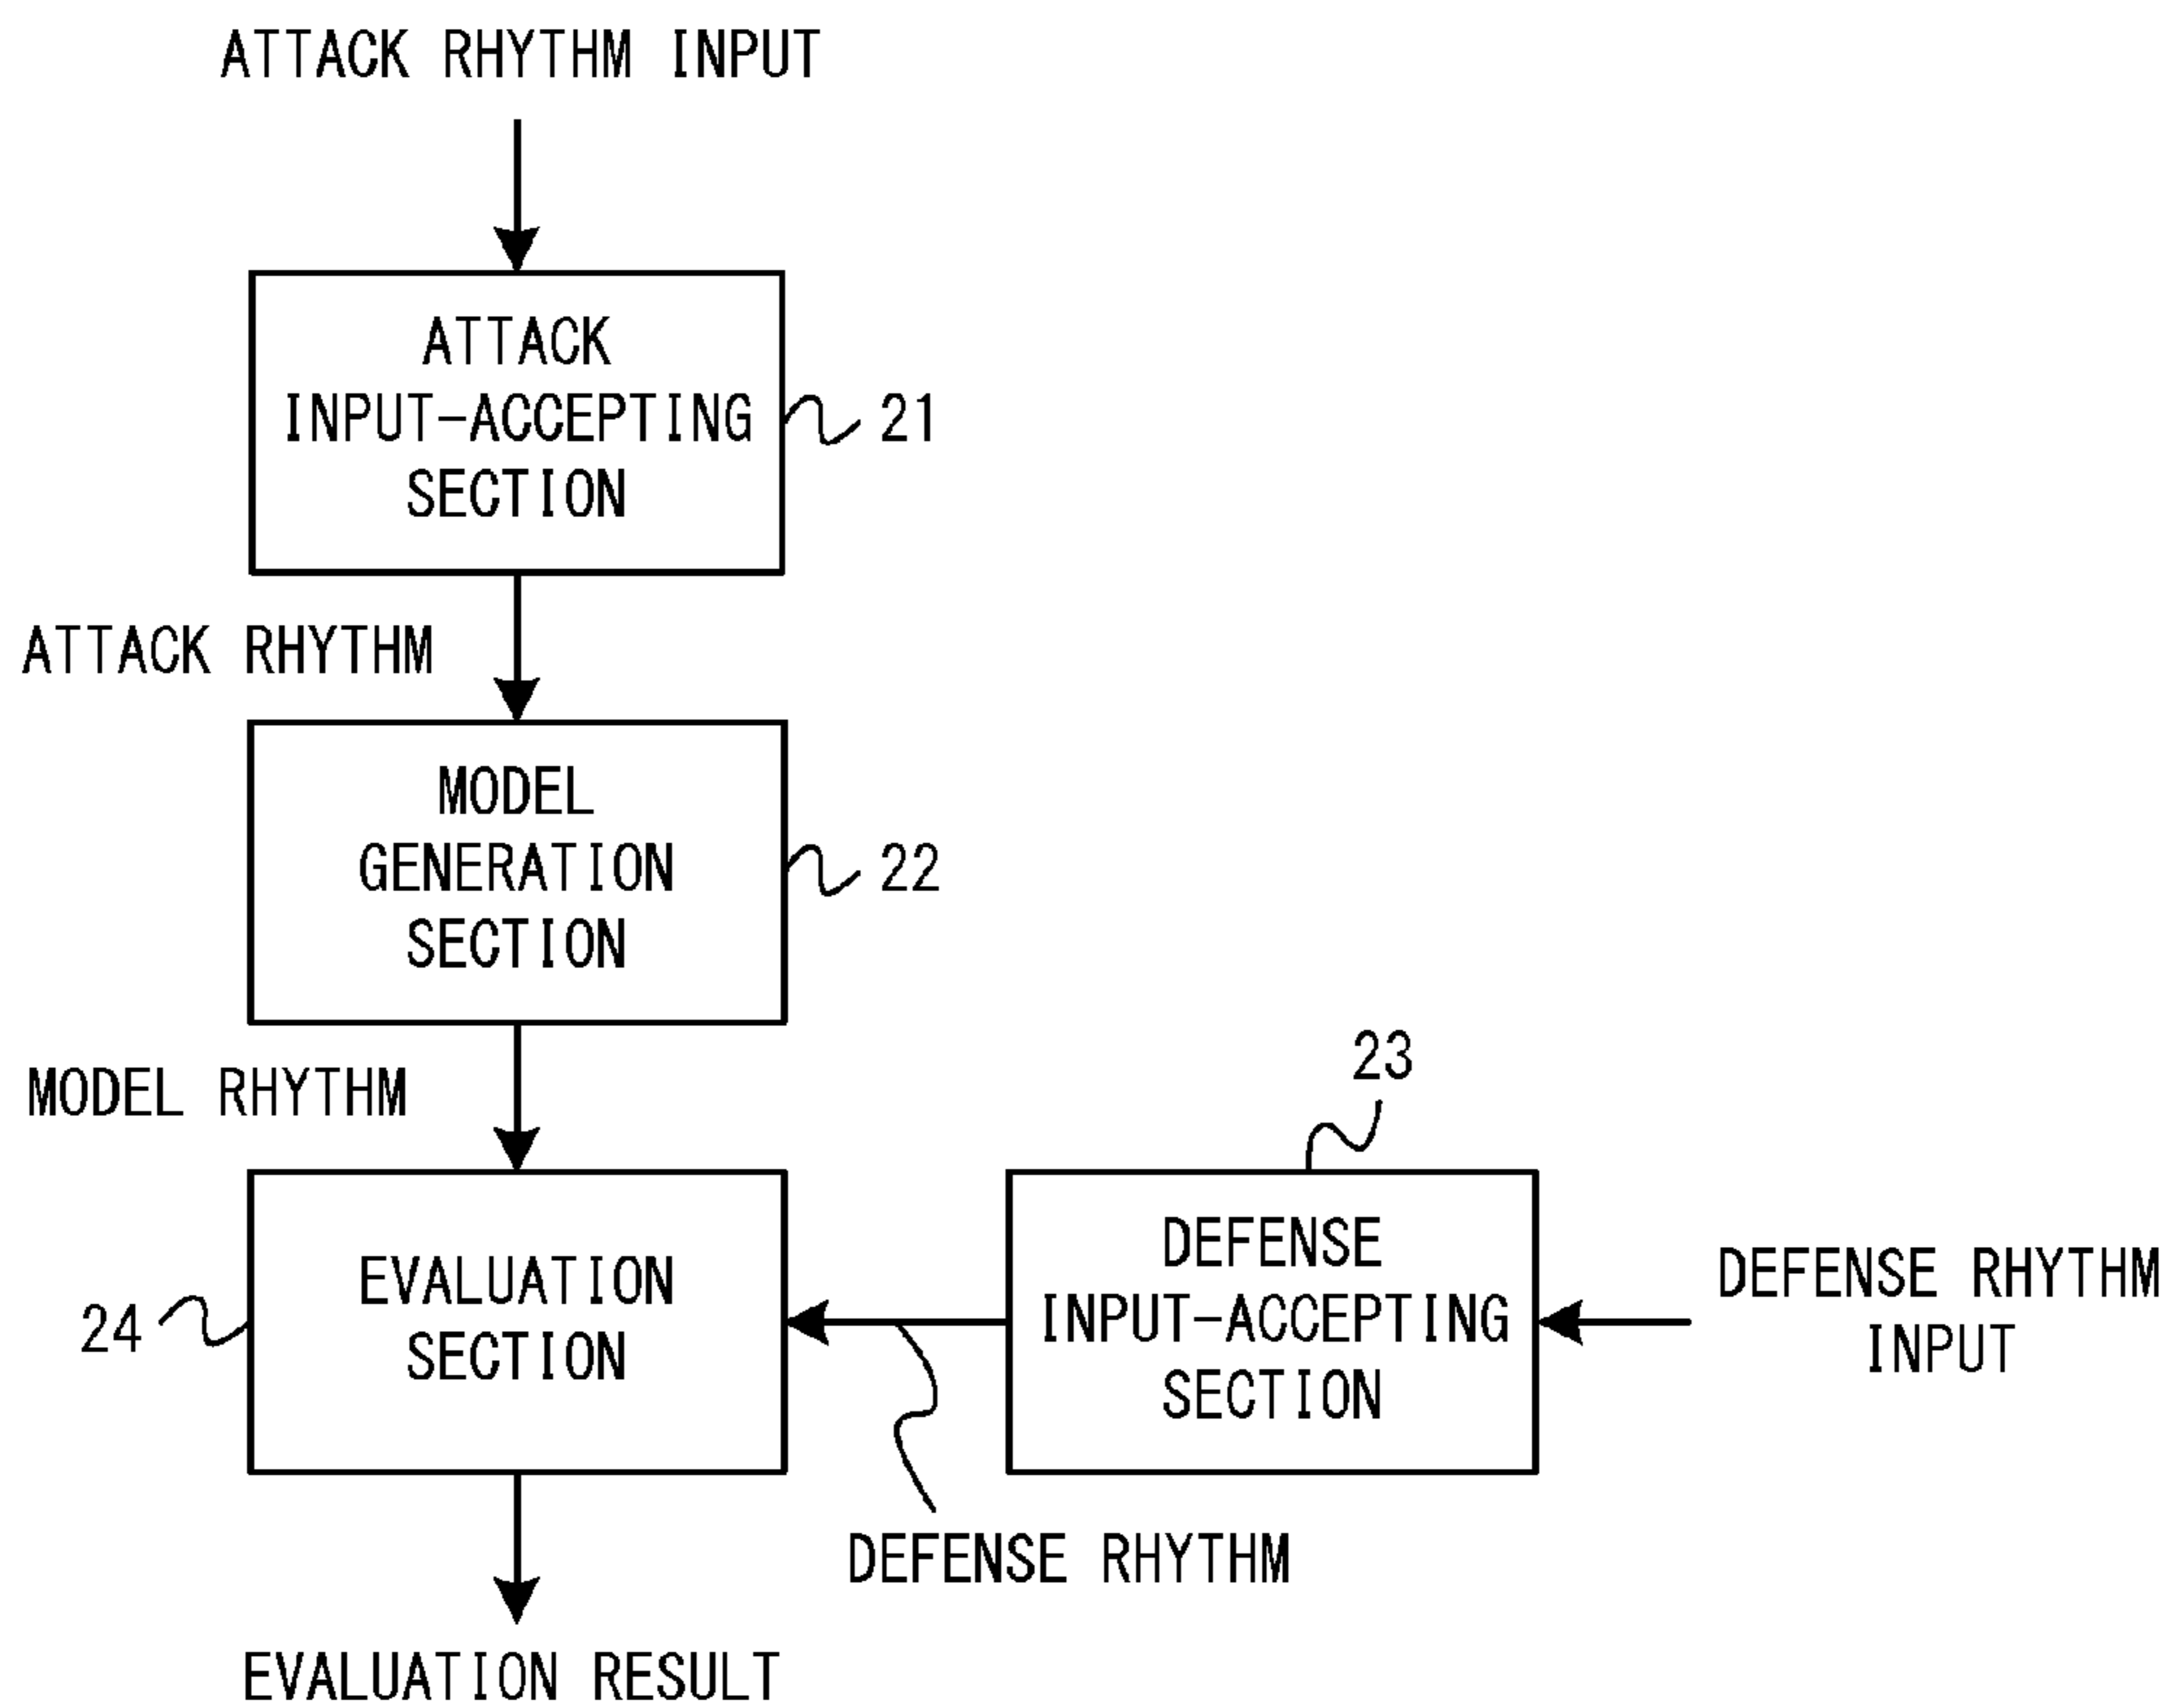 ATTACK RHYTHM INPUT
ATTACK
INPUT-ACCEPTING
SECTION
21
ATTACK RHYTHM
MODEL
GENERATION
SECTION
22
MODEL RHYTHM
23
EVALUATION
SECTION
24
DEFENSE
INPUT-ACCEPTING
SECTION
DEFENSE RHYTHM
INPUT
DEFENSE RHYTHM
EVALUATION RESULT